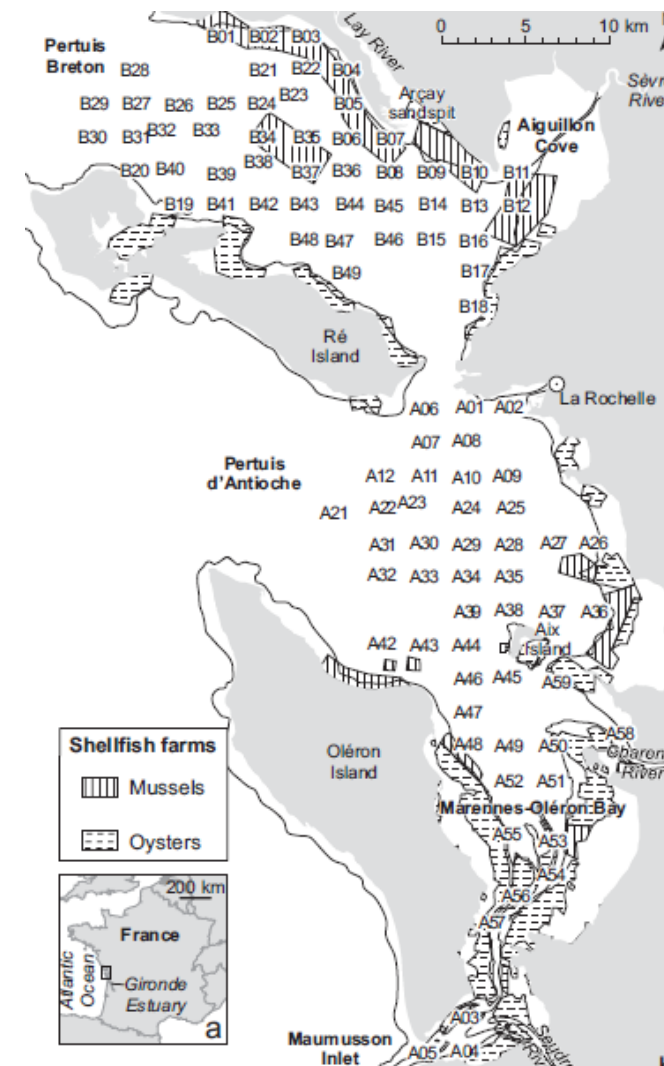 B01 B02 B03
Lay River
0 5 10 km
Pertuis
Breton
B28 B21 B22 B04
Sèvre
River
Arçay
sandspit
B29 B27 B26 B25 B24 B23 B05
Aiguillon
Cove
B30 B31 B32 B33 B34 B35 B06 B07
B20 B40 B39 B38 B37 B36 B08 B09 B10 B11
B19 B41 B42 B43 B44 B45 B14 B13 B12
B48 B47 B46 B15 B16
B49 B17
B18
Ré
Island
La Rochelle
A06 A01 A02
A07 A08
Pertuis
d'Antioche
A12 A11 A10 A09
A21 A22 A23 A24 A25
A31 A30 A29 A28 A27 A26
A32 A33 A34 A35
A39 A38 A37 A36
Aix
Island
A42 A43 A44
A46 A45 A59
A47
A48 A49 A50 A58
Charon
River
Oléron
Island
A52 A51
Marennes-Oléron Bay
A55 A53
A54
A56
A57
Shellfish farms
Mussels
Oysters
200 km
France
Atlantic
Ocean
Gironde
Estuary
a
Maumusson
Inlet
A03
A05 A04